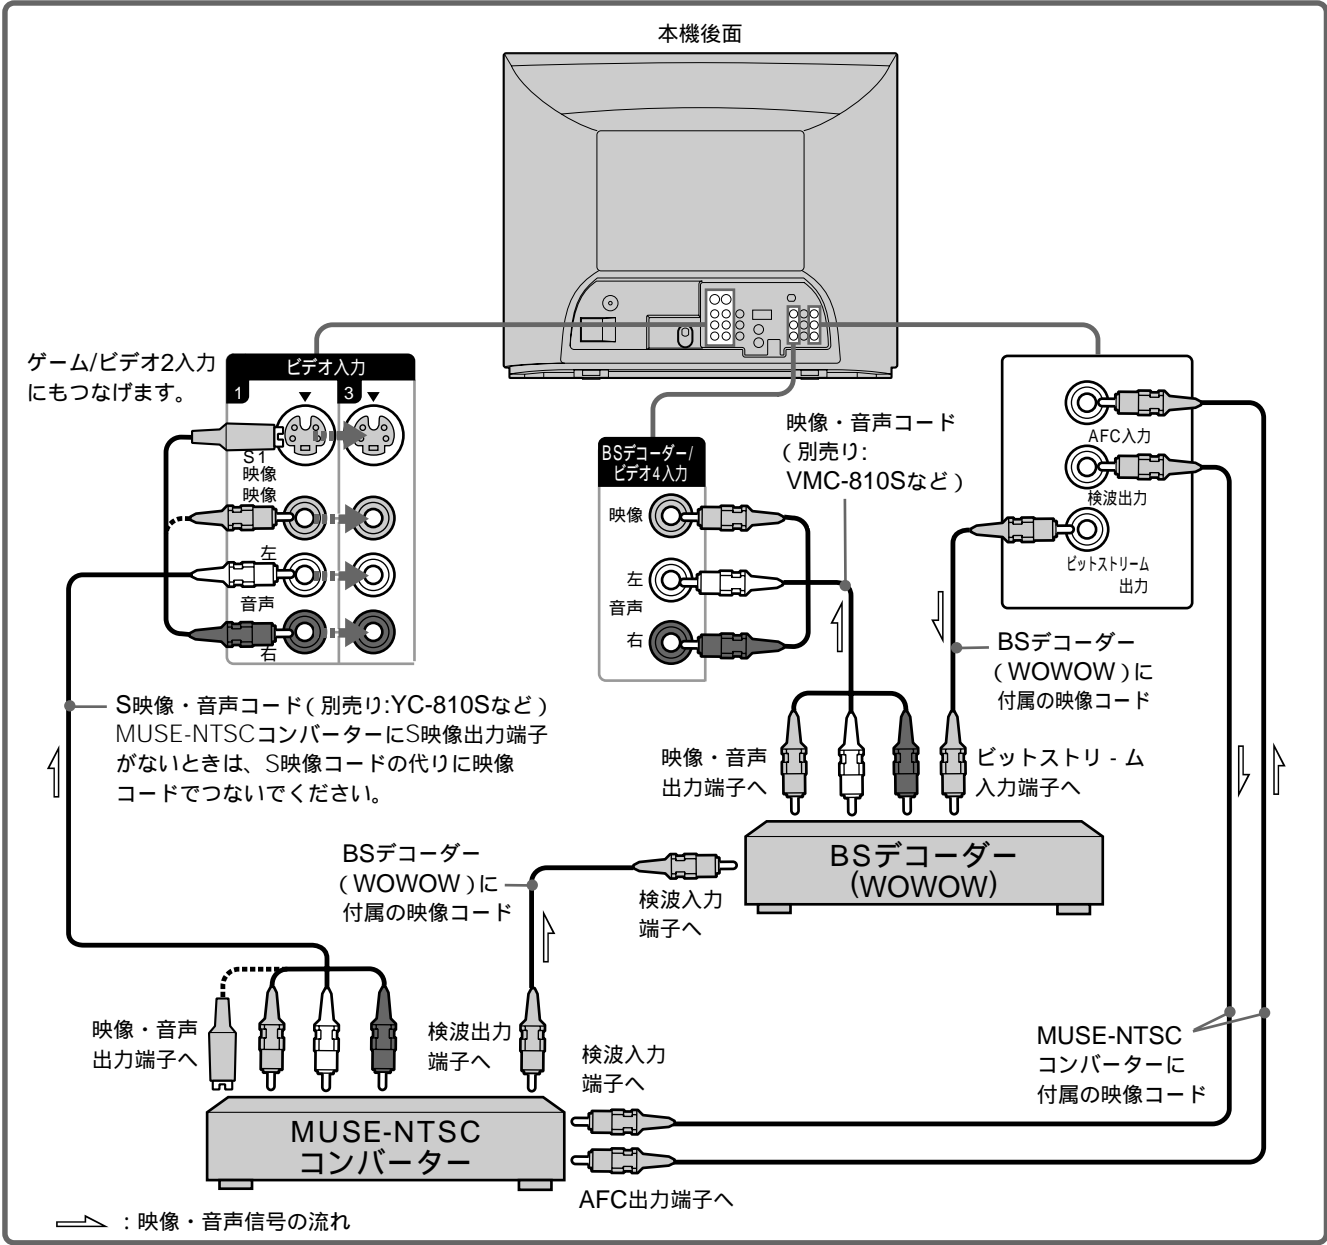 本機後面
ゲーム/ビデオ2入力
にもつなげます。
ビデオ入力
1
3
S1
映像
映像
左
音声
右
BSデコーダー/
ビデオ4入力
映像
左
音声
右
映像・音声コード
(別売り:
VMC-810Sなど)
AFC入力
検波出力
ビットストリーム
出力
BSデコーダー
(WOWOW)に
付属の映像コード
S映像・音声コード(別売り:YC-810Sなど)
MUSE-NTSCコンバーターにS映像出力端子
がないときは、S映像コードの代りに映像
コードでつないでください。
映像・音声
出力端子へ
ビットストリ-ム
入力端子へ
BSデコーダー
(WOWOW)
BSデコーダー
(WOWOW)に
付属の映像コード
検波入力
端子へ
映像・音声
出力端子へ
検波出力
端子へ
検波入力
端子へ
MUSE-NTSC
コンバーターに
付属の映像コード
MUSE-NTSC
コンバーター
AFC出力端子へ
:映像・音声信号の流れ